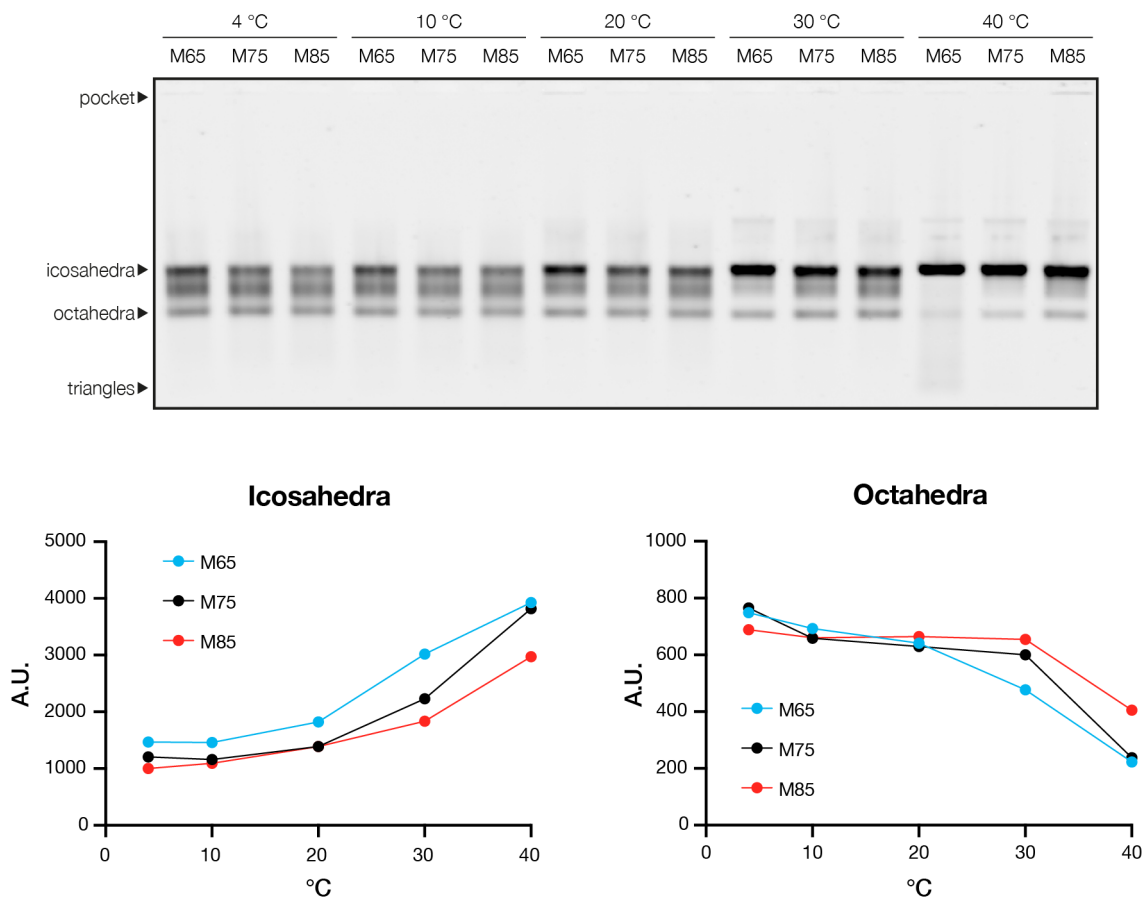 4 °C 10 °C 20 °C 30 °C 40 °C
M65 M75 M85 M65 M75 M85 M65 M75 M85 M65 M75 M85 M65 M75 M85
pocket
icosahedra
octahedra
triangles
Icosahedra
5000
4000
3000
2000
1000
0
A.U.
M65
M75
M85
0 10 20 30 40
°C
Octahedra
1000
800
600
400
200
0
A.U.
M65
M75
M85
0 10 20 30 40
°C